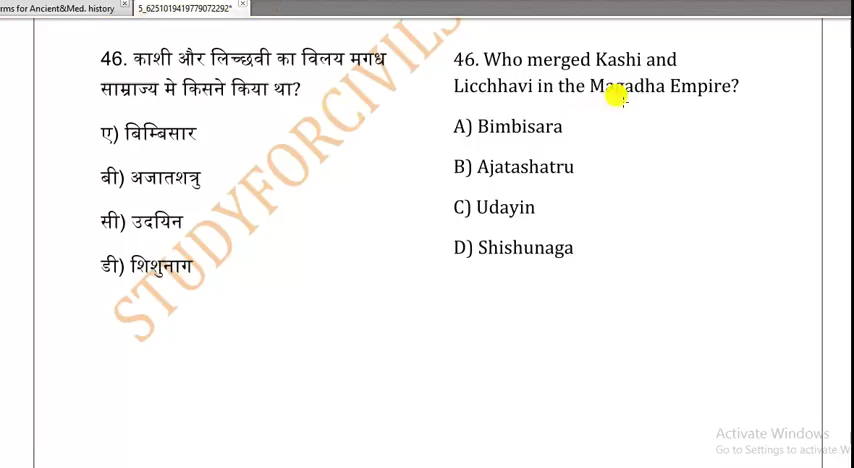 rms for Ancient&Med. history
5_6251019419779072292*
46. काशी और लिच्छवी का विलय मगध
साम्राज्य मे किसने किया था?
ए) बिम्बिसार
बी) अजातशत्रु
सी) उदयिन
डी) शिशुनाग
46. Who merged Kashi and
Licchhavi in the Magadha Empire?
A) Bimbisara
B) Ajatashatru
C) Udayin
D) Shishunaga
STUDYFORCIVILS
Activate Windows
Go to Settings to activate W